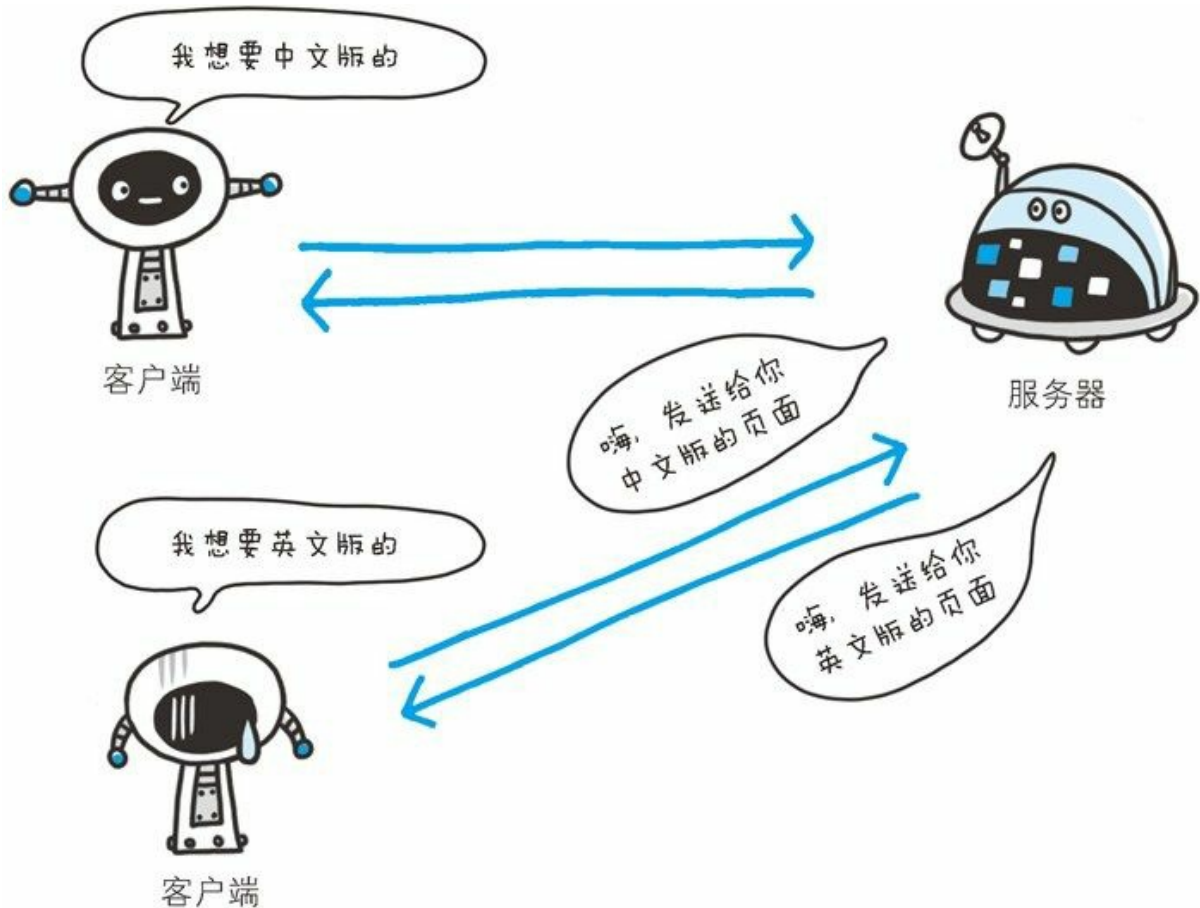 我想要中文版的
客户端
服务器
嗨，发送给你
中文版的页面
我想要英文版的
嗨，发送给你
英文版的页面
客户端